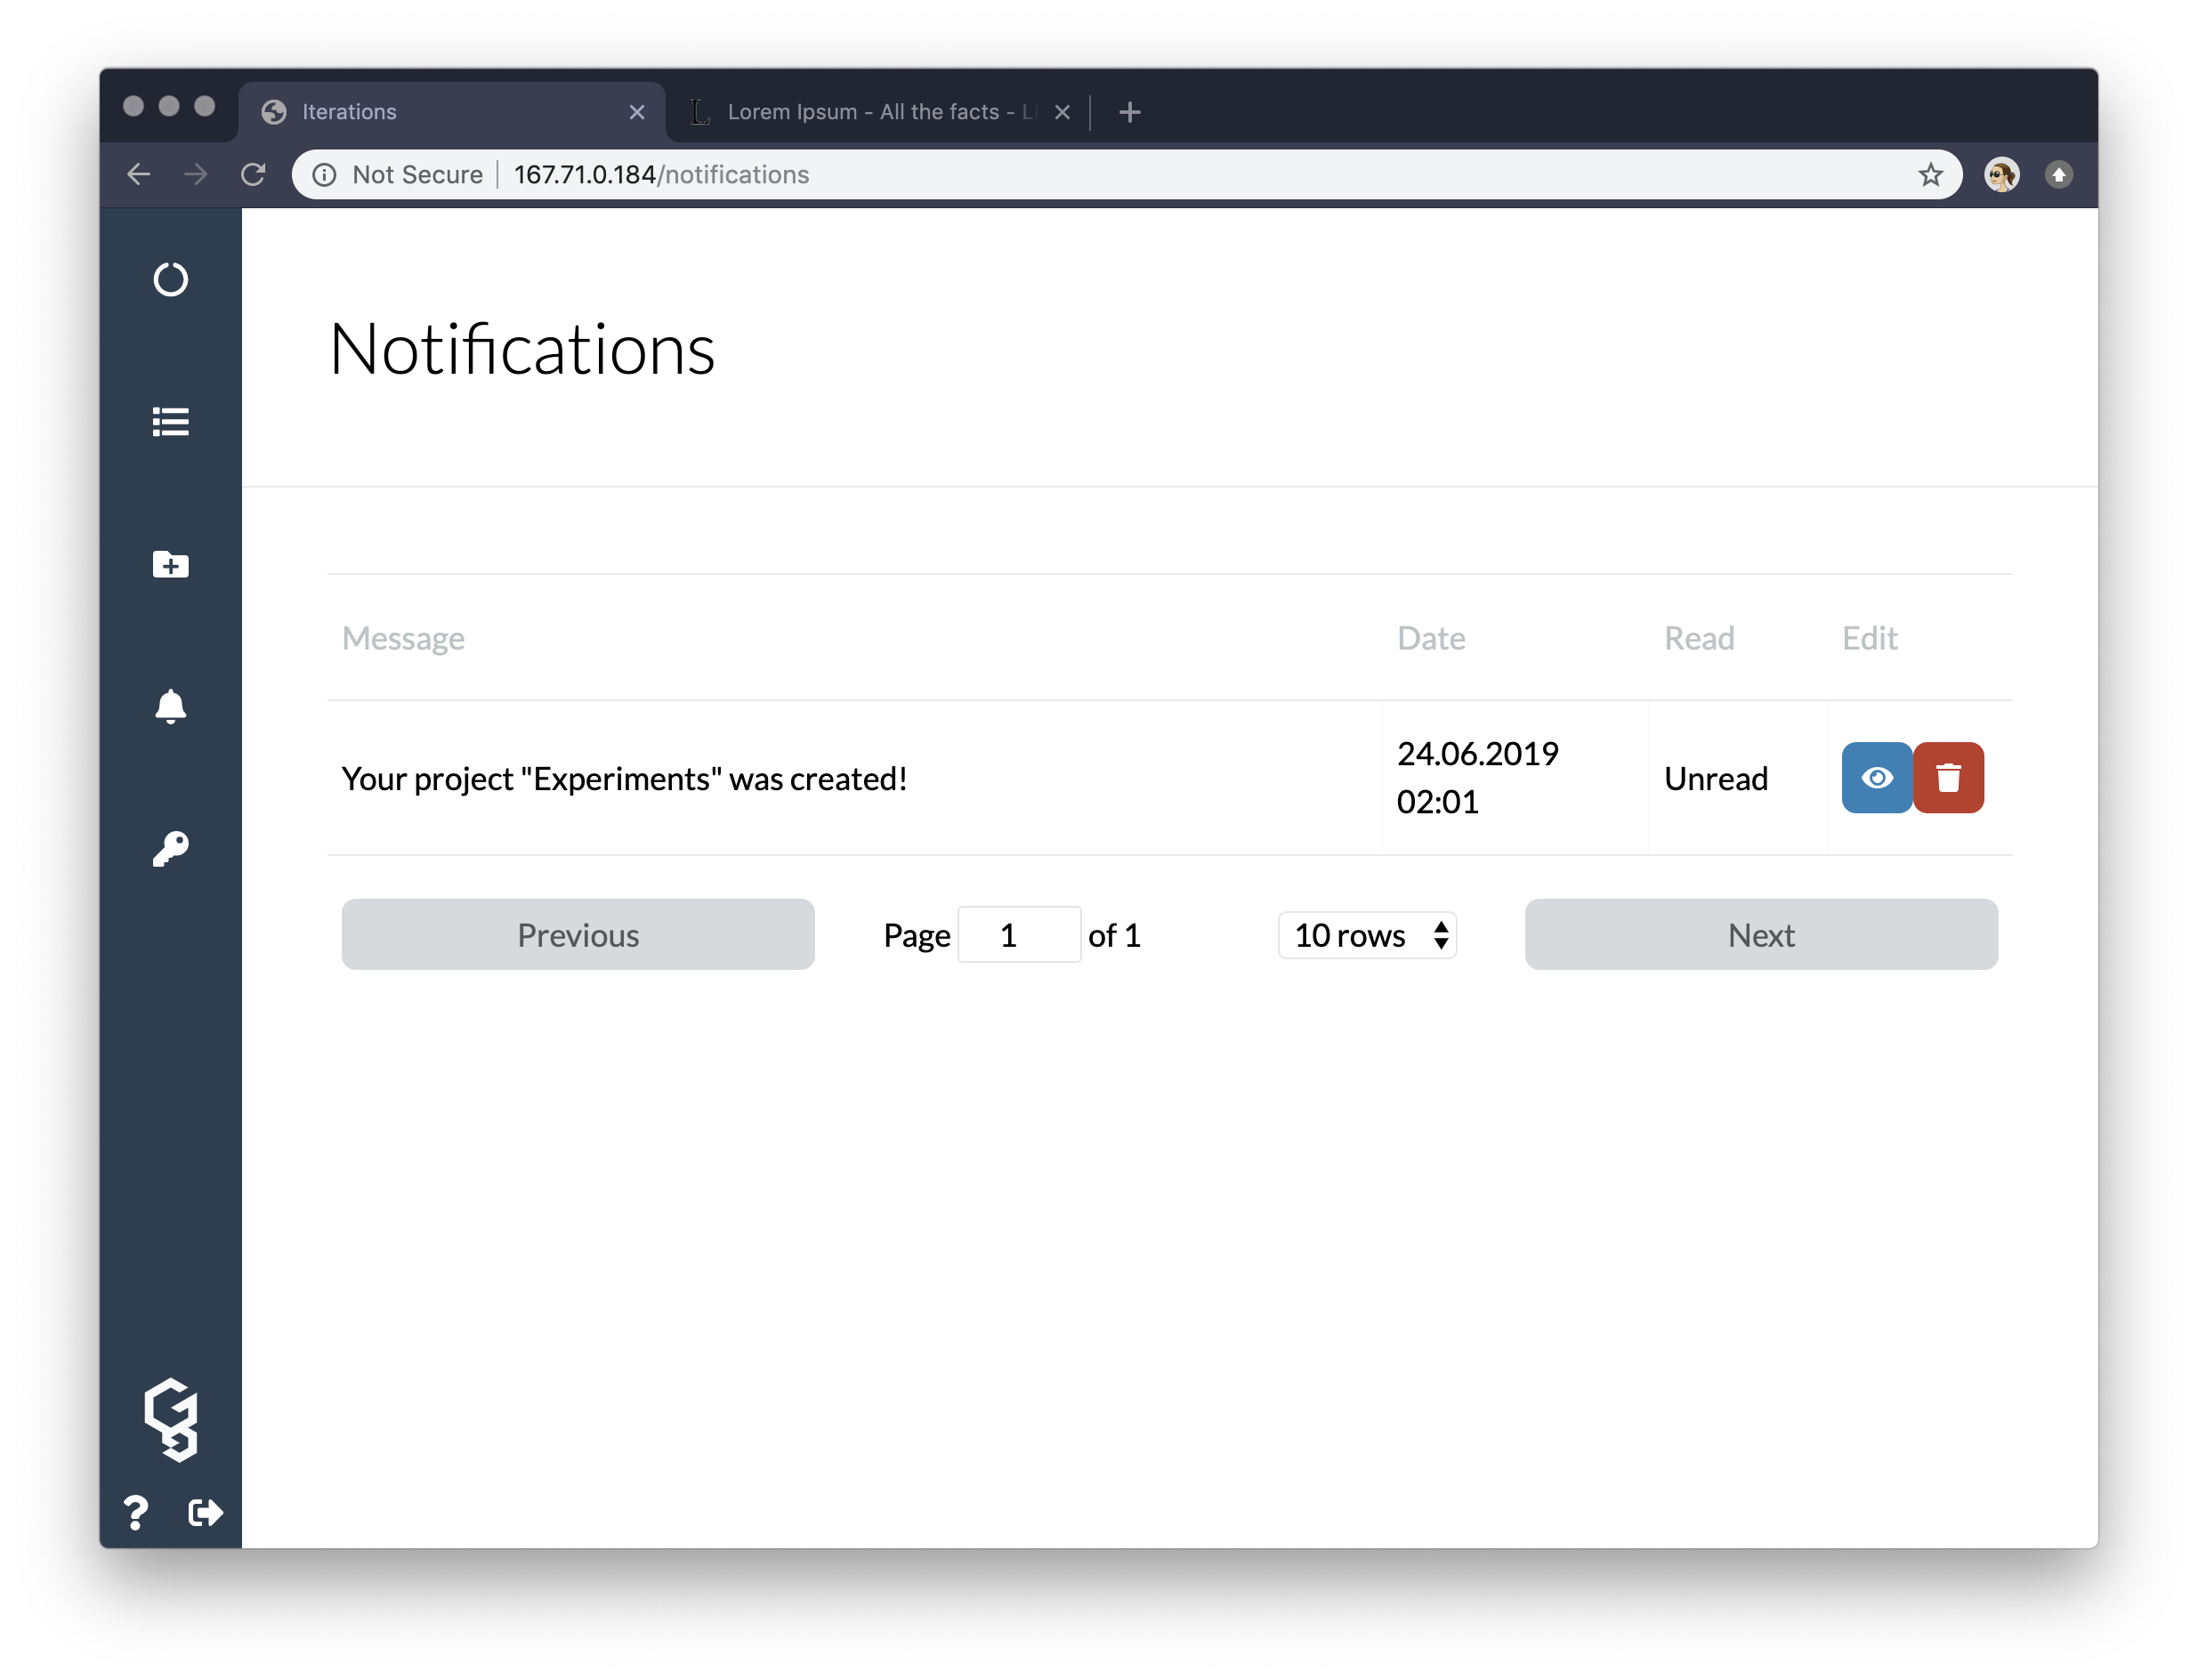 Iterations
Lorem Ipsum - All the facts - Li
Not Secure
167.71.0.184/notifications
Notifications
Message Date Read Edit
Your project "Experiments" was created! 24.06.2019 02:01 Unread
Previous Page 1 of 1 10 rows Next